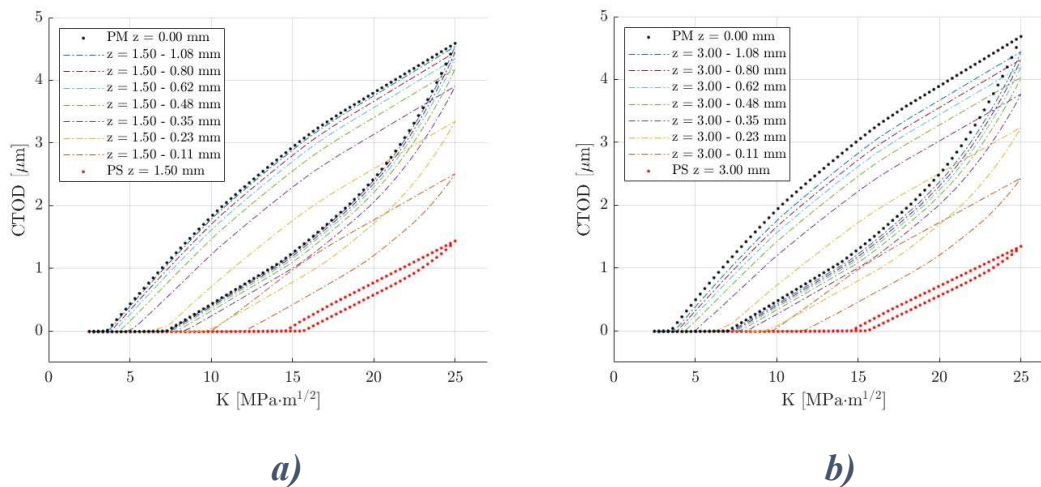 5
4
3
2
1
0
CTOD [μm]
PM z = 0.00 mm
z = 1.50 - 1.08 mm
z = 1.50 - 0.80 mm
z = 1.50 - 0.62 mm
z = 1.50 - 0.48 mm
z = 1.50 - 0.35 mm
z = 1.50 - 0.23 mm
z = 1.50 - 0.11 mm
PS z = 1.50 mm
0 5 10 15 20 25
K [MPa·m1/2]
a)
5
4
3
2
1
0
CTOD [μm]
PM z = 0.00 mm
z = 3.00 - 1.08 mm
z = 3.00 - 0.80 mm
z = 3.00 - 0.62 mm
z = 3.00 - 0.48 mm
z = 3.00 - 0.35 mm
z = 3.00 - 0.23 mm
z = 3.00 - 0.11 mm
PS z = 3.00 mm
0 5 10 15 20 25
K [MPa·m1/2]
b)